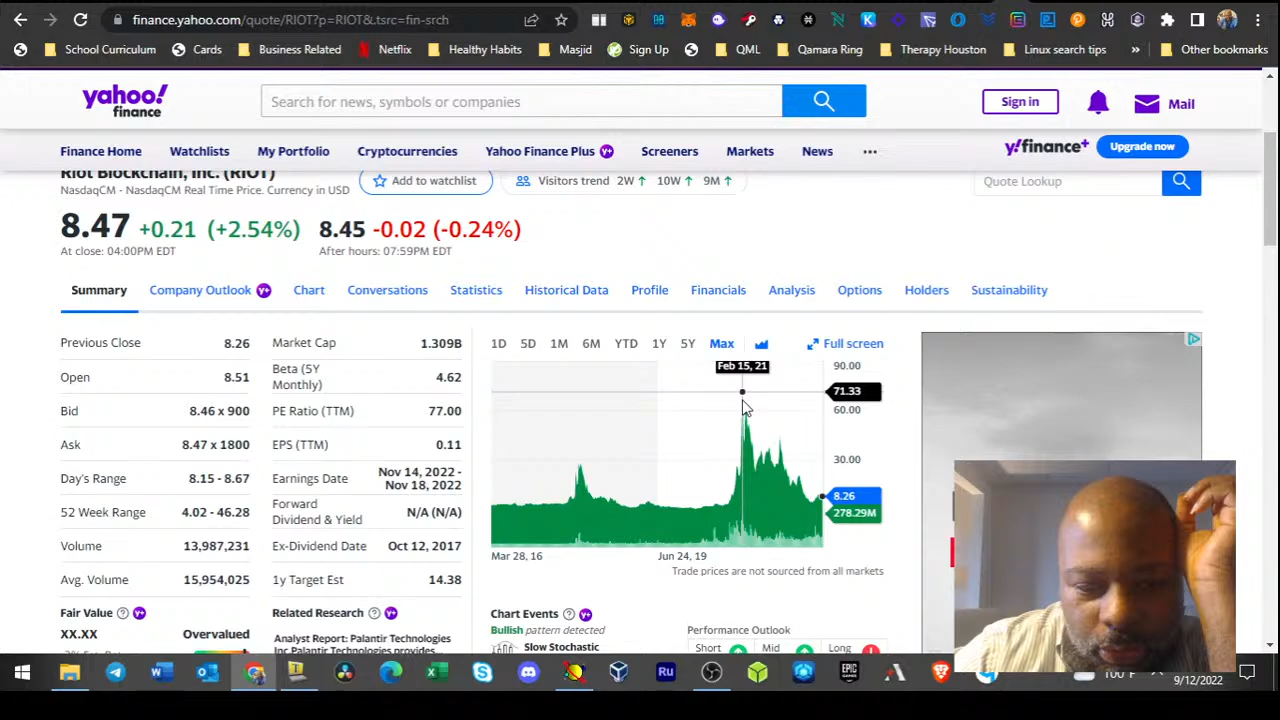 finance.yahoo.com/quote/RIOT?p=RIOT&.tsrc=fin-srch
School Curriculum Cards Business Related Netflix Healthy Habits Masjid Sign Up QML Qamara Ring Therapy Houston Linux search tips » Other bookmarks
yahoo! finance
Search for news, symbols or companies
Sign in Mail
Finance Home Watchlists My Portfolio Cryptocurrencies Yahoo Finance Plus Y+ Screeners Markets News ... y!finance+ Upgrade now
Riot Blockchain, Inc. (RIOT)
NasdaqCM - NasdaqCM Real Time Price. Currency in USD
Add to watchlist
Visitors trend 2W↑ 10W↑ 9M↑
Quote Lookup
8.47 +0.21 (+2.54%) 8.45 -0.02 (-0.24%)
At close: 04:00PM EDT After hours: 07:59PM EDT
Summary Company Outlook Y+ Chart Conversations Statistics Historical Data Profile Financials Analysis Options Holders Sustainability
Previous Close 8.26
Open 8.51
Bid 8.46 x 900
Ask 8.47 x 1800
Day's Range 8.15 - 8.67
52 Week Range 4.02 - 46.28
Volume 13,987,231
Avg. Volume 15,954,025
Fair Value Y+
XX.XX Overvalued
Market Cap 1.309B
Beta (5Y Monthly) 4.62
PE Ratio (TTM) 77.00
EPS (TTM) 0.11
Earnings Date Nov 14, 2022 -
Nov 18, 2022
Forward
Dividend & Yield N/A (N/A)
Ex-Dividend Date Oct 12, 2017
1y Target Est 14.38
Related Research Y+
Analyst Report: Palantir Technologies
Inc.Palantir Technologies provides
1D 5D 1M 6M YTD 1Y 5Y Max Full screen
Feb 15, 21
90.00
71.33
60.00
30.00
8.26
278.29M
Mar 28, 16 Jun 24, 19
Trade prices are not sourced from all markets
Chart Events Y+
Bullish pattern detected
Slow Stochastic
Performance Outlook
Short Mid Long
Ru
EPIC GAMES
100°F
9/12/2022